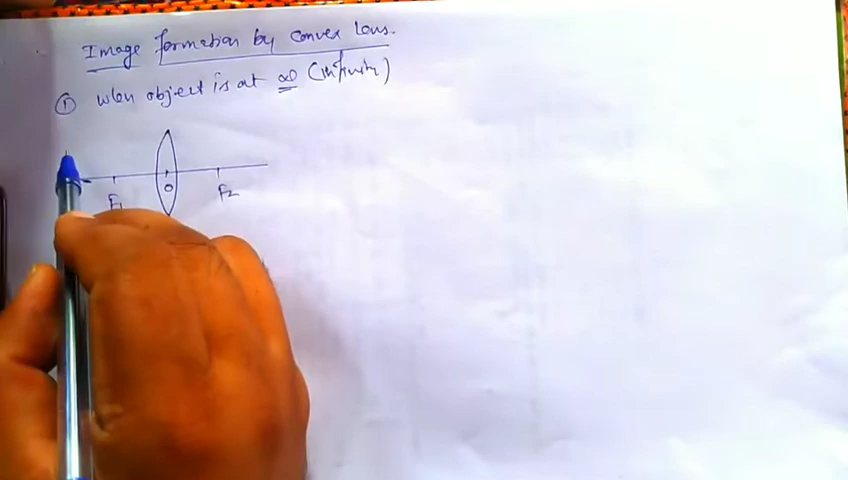 Image formation by convex lens.
① when object is at ∞ (infinity)
O
F1
F2